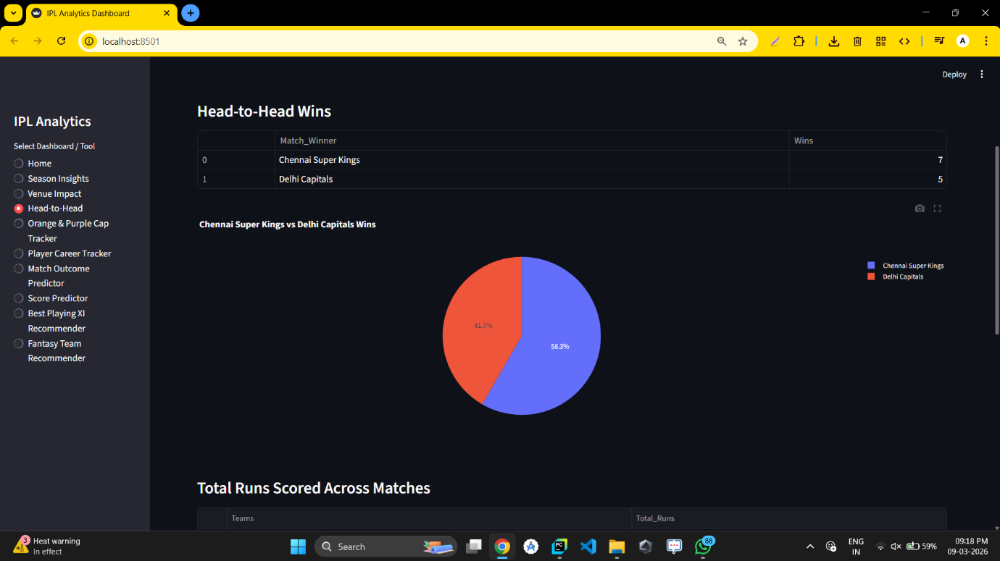 IPL Analytics Dashboard
localhost:8501
A
Deploy
IPL Analytics
Select Dashboard / Tool
Home
Season Insights
Venue Impact
Head-to-Head
Orange & Purple Cap
Tracker
Player Career Tracker
Match Outcome
Predictor
Score Predictor
Best Playing XI
Recommender
Fantasy Team
Recommender
Head-to-Head Wins
Match_Winner Wins
0 Chennai Super Kings 7
1 Delhi Capitals 5
Chennai Super Kings vs Delhi Capitals Wins
Chennai Super Kings
Delhi Capitals
41.7%
58.3%
Total Runs Scored Across Matches
Teams Total_Runs
3
Heat warning
In effect
Search
PC
88
ENG
IN
59%
09:18 PM
09-03-2026